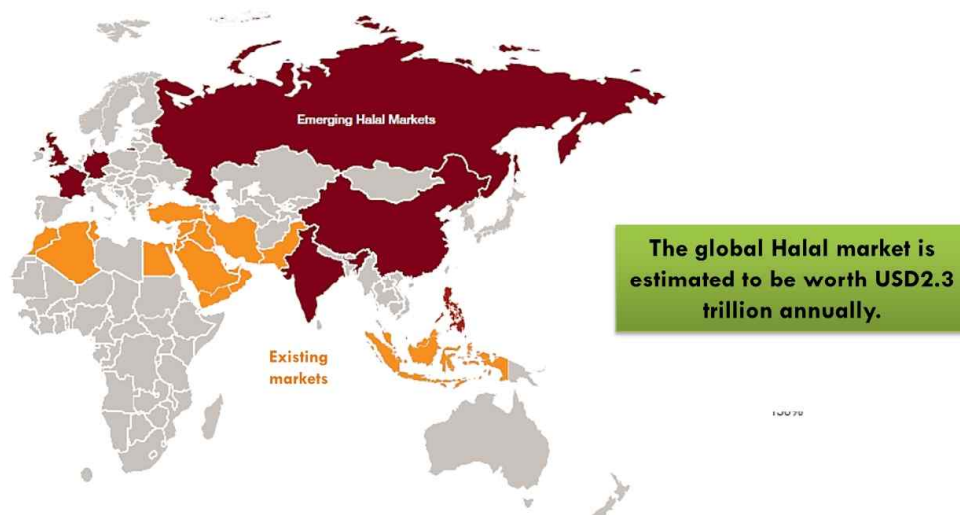 Emerging Halal Markets
The global Halal market is
estimated to be worth USD2.3
trillion annually.
Existing
markets